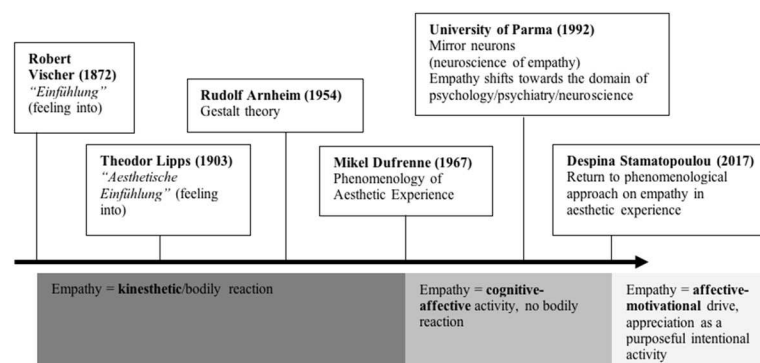 Robert
Vischer (1872)
“Einfühlung”
(feeling into)
Theodor Lipps (1903)
“Aesthetische
Einfühlung” (feeling
into)
Rudolf Arnheim (1954)
Gestalt theory
Mikel Dufrenne (1967)
Phenomenology of
Aesthetic Experience
University of Parma (1992)
Mirror neurons
(neuroscience of empathy)
Empathy shifts towards the domain of
psychology/psychiatry/neuroscience
Despina Stamatopoulou (2017)
Return to phenomenological
approach on empathy in
aesthetic experience
Empathy = kinesthetic/bodily reaction
Empathy = cognitive-
affective activity, no bodily
reaction
Empathy = affective-
motivational drive,
appreciation as a
purposeful intentional
activity